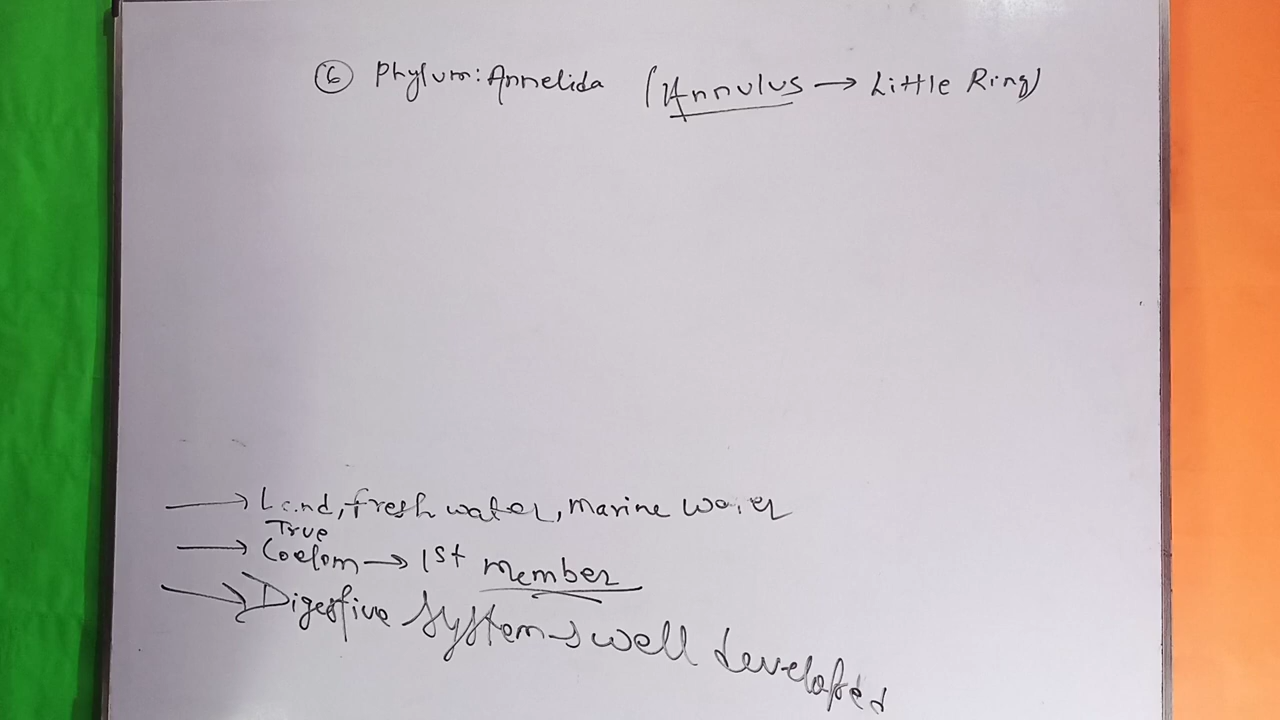 ⑥ Phylum: Annelida (Annulus → Little Ring)
→ Land, fresh water, Marine water
True
→ Coelom → 1st member
→ Digestive System → well developed